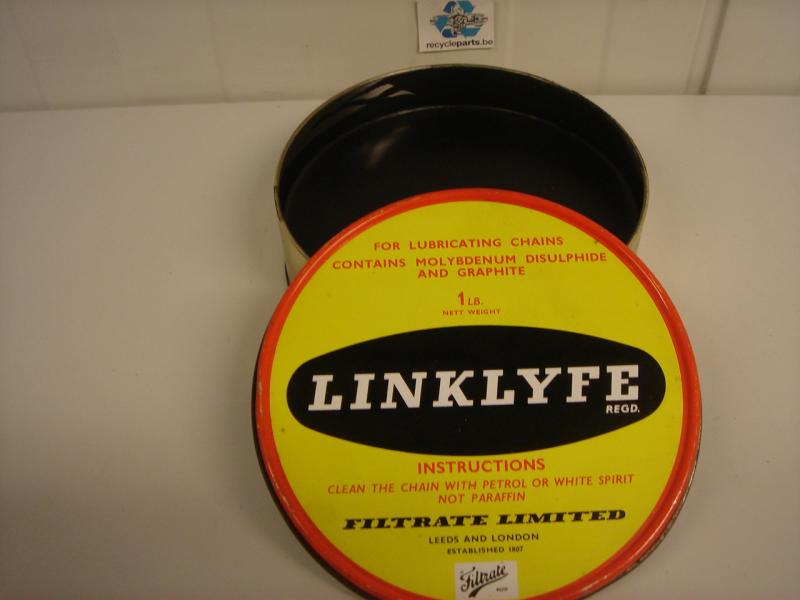 recycleparts.be
FOR LUBRICATING CHAINS
CONTAINS MOLYBDENUM DISULPHIDE
AND GRAPHITE
1 LB.
NETT WEIGHT
LINKLYFE
REGD.
INSTRUCTIONS
CLEAN THE CHAIN WITH PETROL OR WHITE SPIRIT
NOT PARAFFIN
FILTRATE LIMITED
LEEDS AND LONDON
ESTABLISHED 1807
Filtrate
REGD